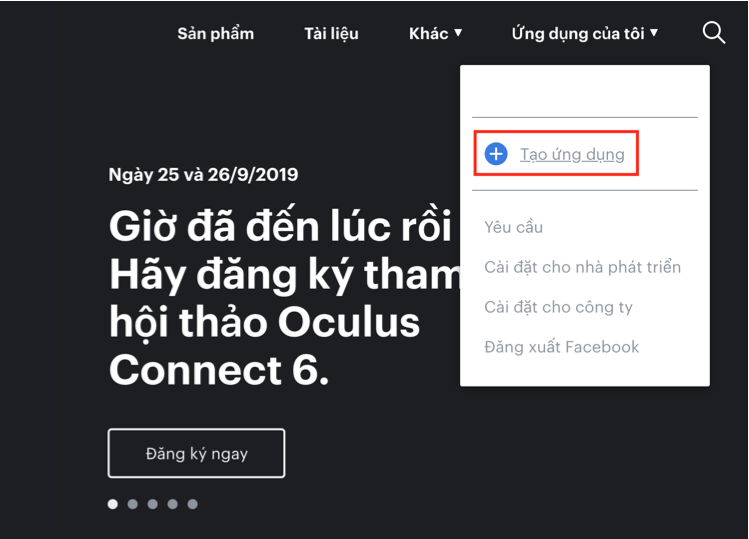 Sản phẩm Tài liệu Khác ▼ Ứng dụng của tôi ▼
Tạo ứng dụng
Yêu cầu
Cài đặt cho nhà phát triển
Cài đặt cho công ty
Đăng xuất Facebook
Ngày 25 và 26/9/2019
Giờ đã đến lúc rồi
Hãy đăng ký tham
hội thảo Oculus
Connect 6.
Đăng ký ngay